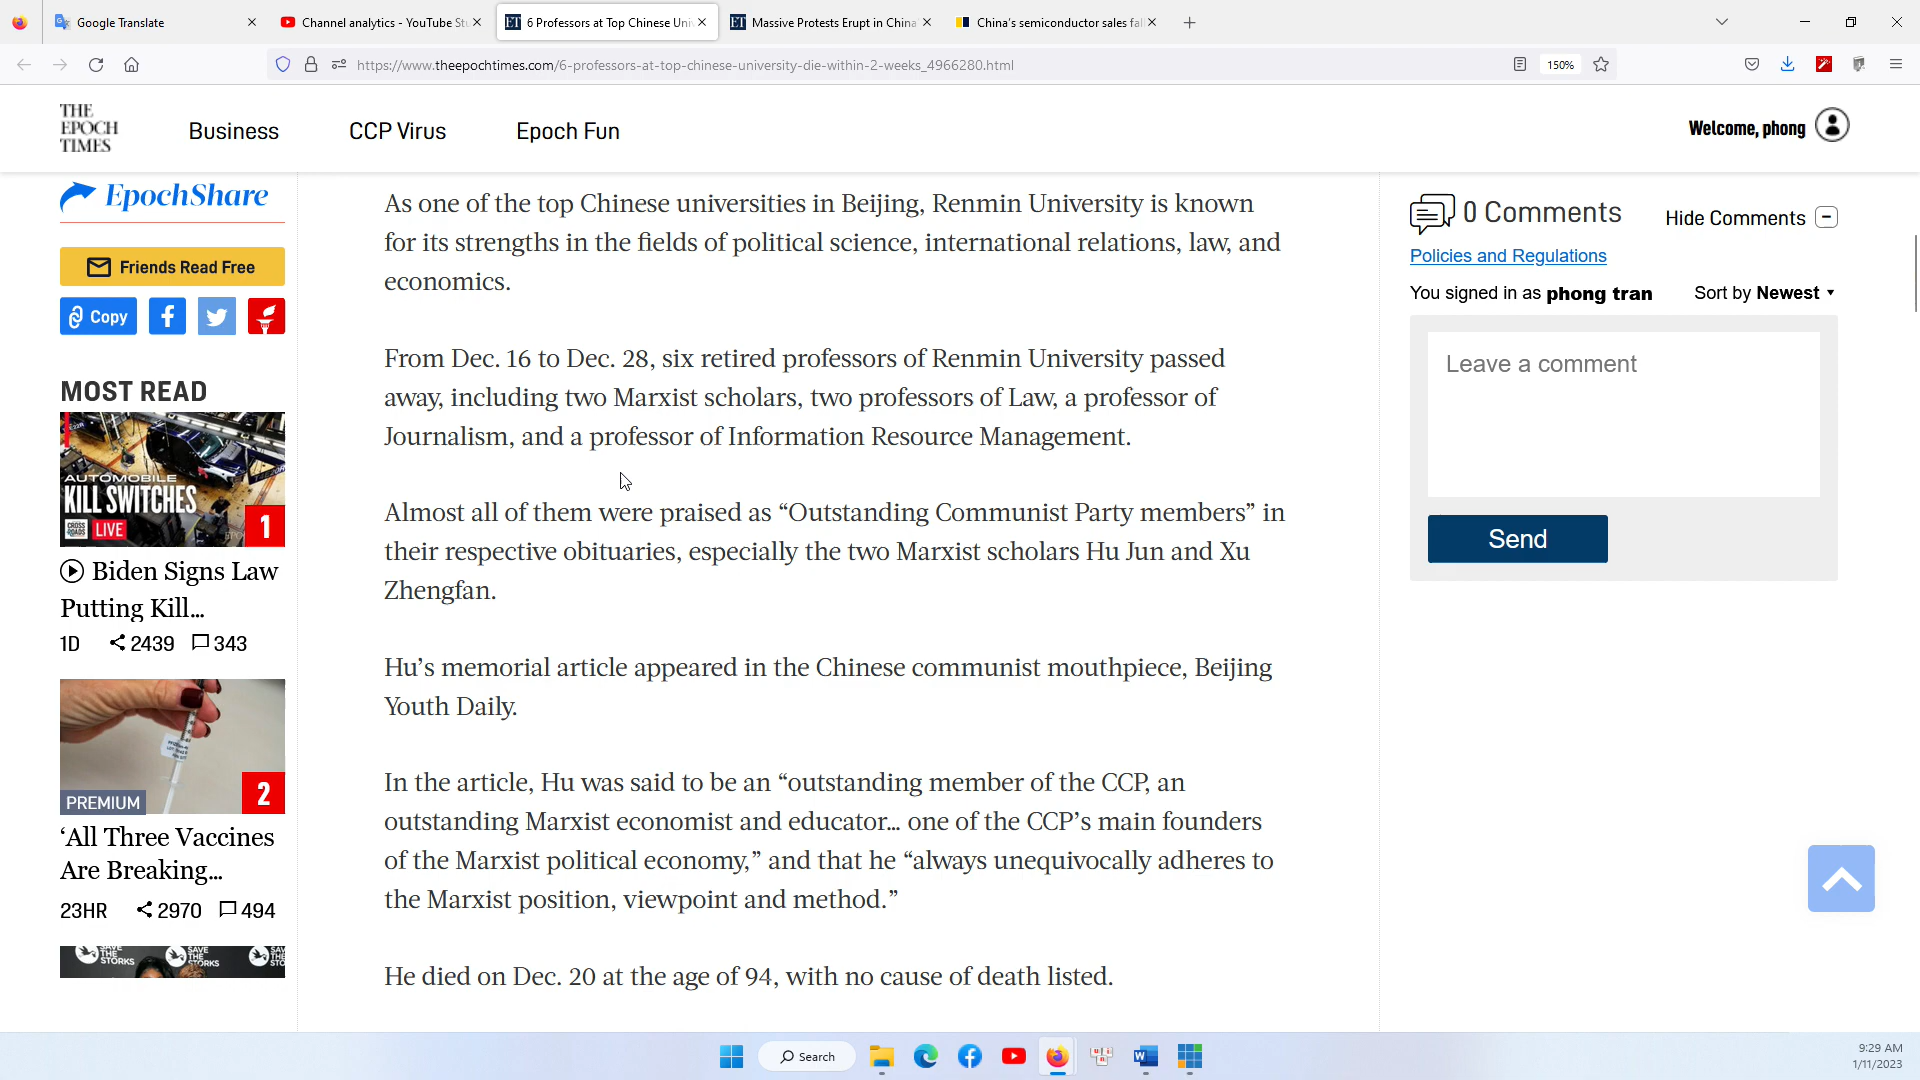 Google Translate
Channel analytics - YouTube Stu
6 Professors at Top Chinese Uni
Massive Protests Erupt in China
China's semiconductor sales fal
https://www.theepochtimes.com/6-professors-at-top-chinese-university-die-within-2-weeks_4966280.html
150%
THE
EPOCH
TIMES
Business
CCP Virus
Epoch Fun
Welcome, phong
EpochShare
Friends Read Free
Copy
MOST READ
AUTOMOBILE
KILL SWITCHES
CROSS
ROADS
LIVE
1
Biden Signs Law
Putting Kill...
1D
2439
343
PREMIUM
2
‘All Three Vaccines
Are Breaking...
23HR
2970
494
SAVE
THE
STORKS
SAVE
THE
STORKS
As one of the top Chinese universities in Beijing, Renmin University is known
for its strengths in the fields of political science, international relations, law, and
economics.
From Dec. 16 to Dec. 28, six retired professors of Renmin University passed
away, including two Marxist scholars, two professors of Law, a professor of
Journalism, and a professor of Information Resource Management.
Almost all of them were praised as “Outstanding Communist Party members” in
their respective obituaries, especially the two Marxist scholars Hu Jun and Xu
Zhengfan.
Hu’s memorial article appeared in the Chinese communist mouthpiece, Beijing
Youth Daily.
In the article, Hu was said to be an “outstanding member of the CCP, an
outstanding Marxist economist and educator... one of the CCP’s main founders
of the Marxist political economy,” and that he “always unequivocally adheres to
the Marxist position, viewpoint and method.”
He died on Dec. 20 at the age of 94, with no cause of death listed.
0 Comments
Hide Comments
Policies and Regulations
You signed in as phong tran
Sort by Newest
Leave a comment
Send
Search
9:29 AM
1/11/2023